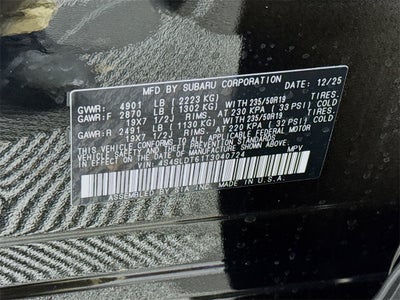 MFD BY SUBARU CORPORATION 12/25
GVWR: 4901 LB (2223 KG)
GAWR:F 2870 LB (1302 KG) WITH 235/50R19 TIRES,
19X7 1/2J RIMS, AT 230 KPA (33 PSI) COLD.
GAWR:R 2491 LB (1130 KG) WITH 235/50R19 TIRES,
19X7 1/2J RIMS, AT 220 KPA (32 PSI) COLD.
THIS VEHICLE CONFORMS TO ALL APPLICABLE FEDERAL MOTOR
VEHICLE SAFETY AND THEFT PREVENTION STANDARDS
IN EFFECT ON THE DATE OF MANUFACTURE SHOWN ABOVE.
VIN: 4S4SLDT61T3040724 MPV
ASSEMBLED BY SIA, INC. MADE IN U.S.A.